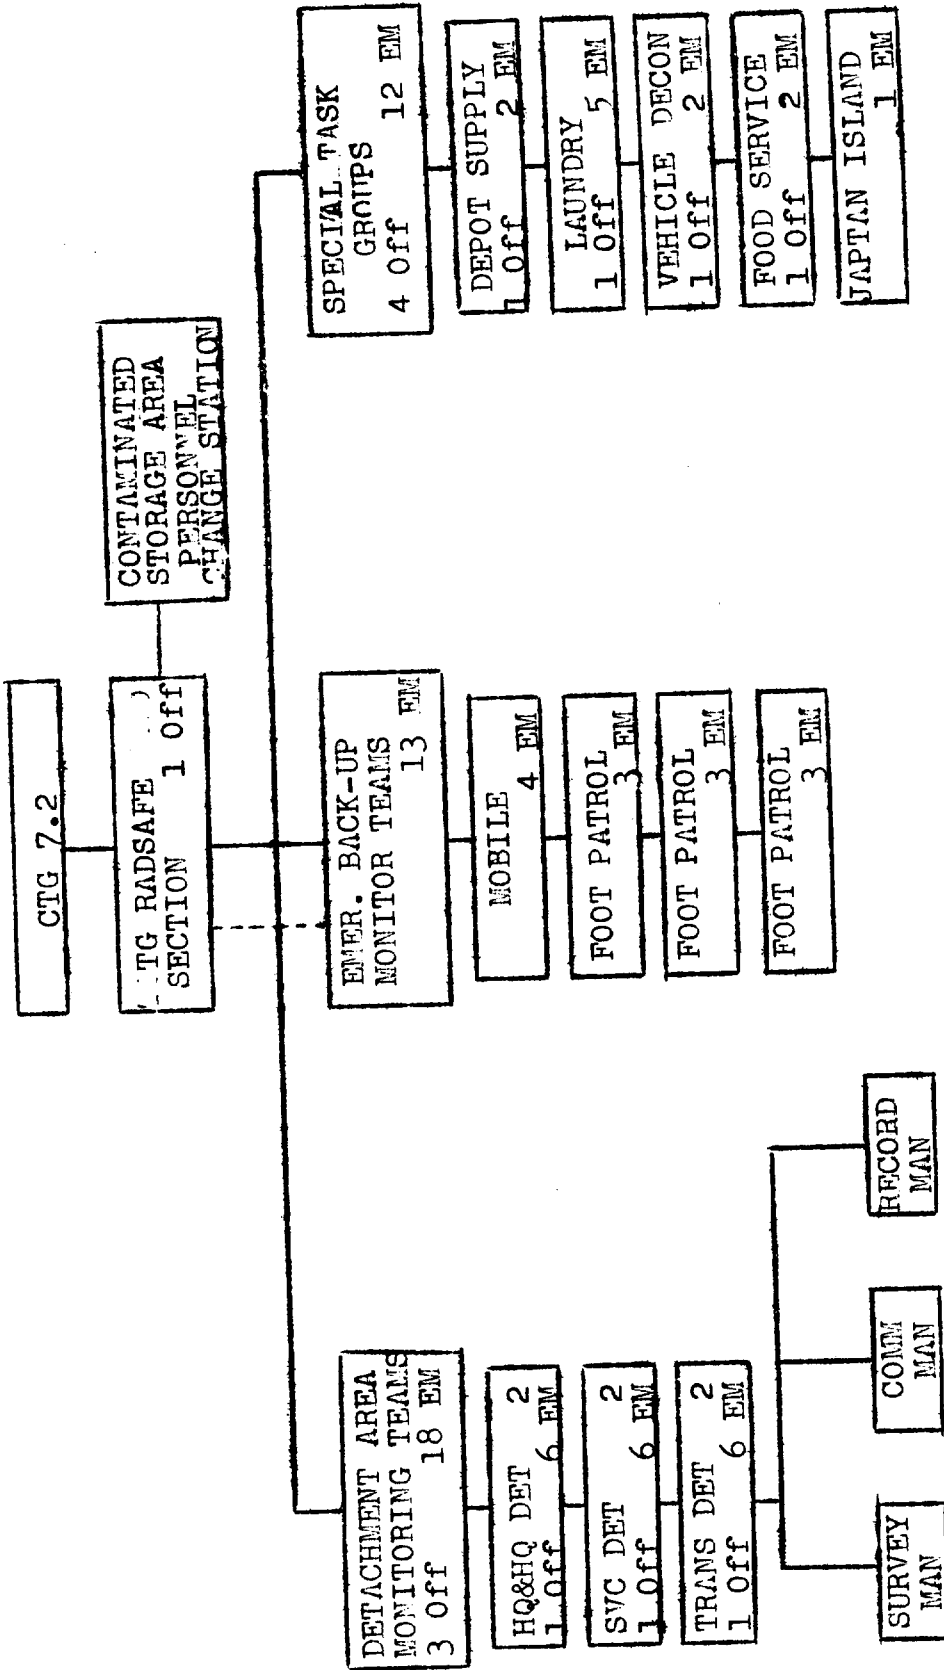 CTG 7.2
TG RADSAFE
SECTION 1 Off
CONTAMINATED
STORAGE AREA
PERSONNEL
CHANGE STATION
DETACHMENT AREA
MONITORING TEAMS
3 Off 18 EM
HQ&HQ DET 2
1 Off 6 EM
SVC DET 2
1 Off 6 EM
TRANS DET 2
1 Off 6 EM
SURVEY
MAN
COMM
MAN
RECORD
MAN
EMER. BACK-UP
MONITOR TEAMS
13 EM
MOBILE
4 EM
FOOT PATROL
3 EM
FOOT PATROL
3 EM
FOOT PATROL
3 EM
SPECIAL TASK
GROUPS
4 Off 12 EM
DEPOT SUPPLY
1 Off 2 EM
LAUNDRY
1 Off 5 EM
VEHICLE DECON
1 Off 2 EM
FOOD SERVICE
1 Off 2 EM
JAPTAN ISLAND
1 EM